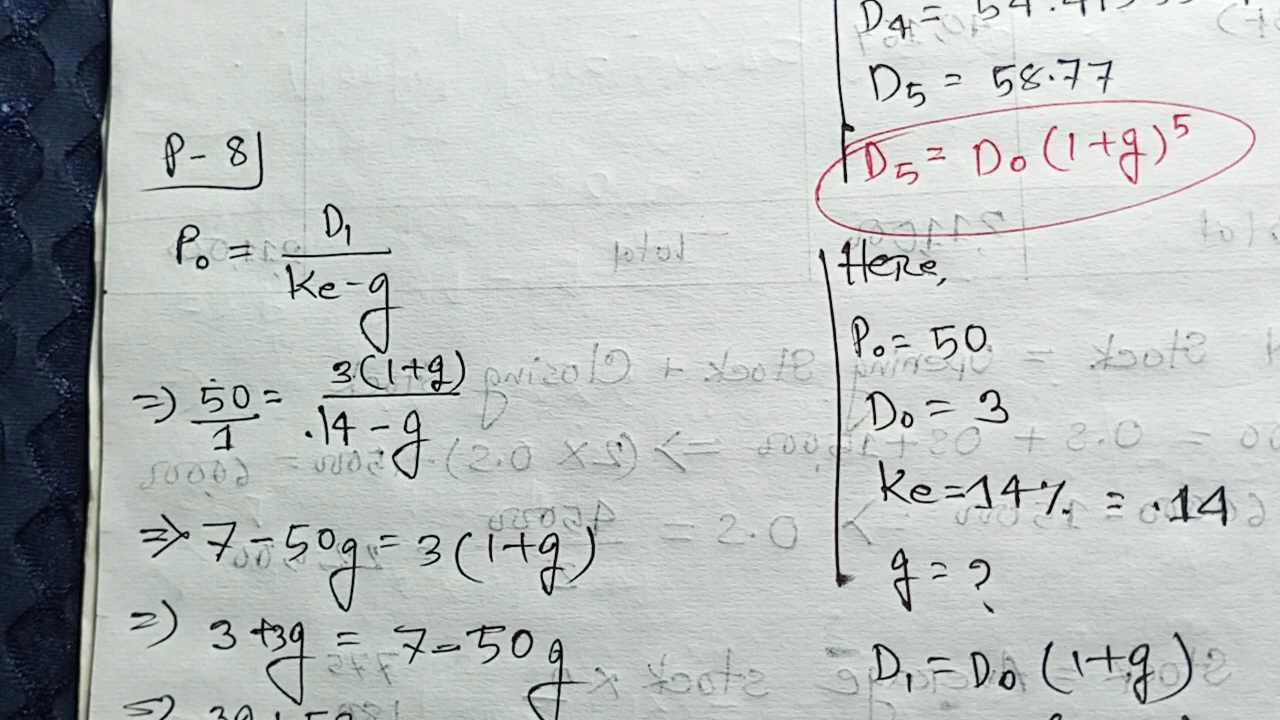 P-8
P₀ = D₁ / Ke-g
=> 50/1 = 3(1+g) / .14-g
=> 7-50g = 3(1+g)
=> 3+3g = 7-50g
D₄ =
D₅ = 58.77
D₅ = D₀(1+g)⁵
Here,
P₀ = 50
D₀ = 3
Ke = 14% = .14
g = ?
D₁ = D₀(1+g)